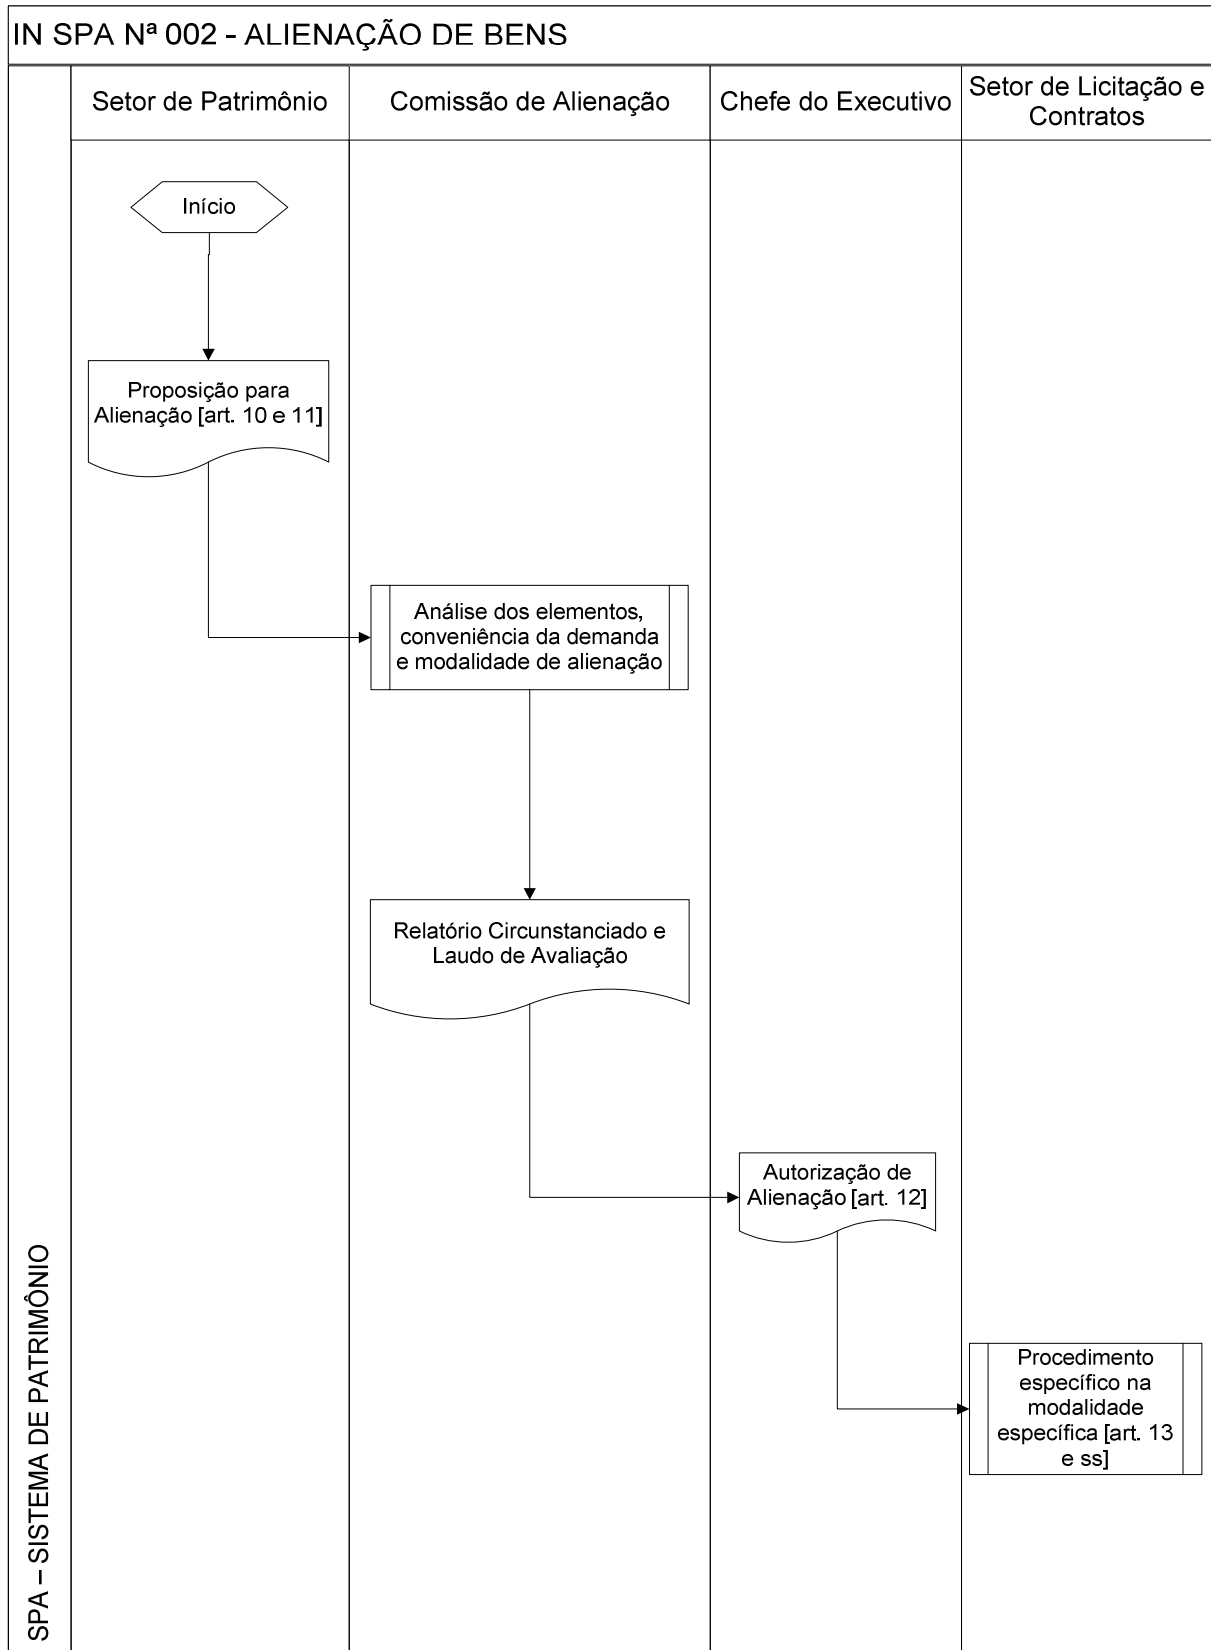 IN SPA Nª 002 - ALIENAÇÃO DE BENS
Setor de Patrimônio
Comissão de Alienação
Chefe do Executivo
Setor de Licitação e
Contratos
Início
Proposição para
Alienação [art. 10 e 11]
Análise dos elementos,
conveniência da demanda
e modalidade de alienação
Relatório Circunstanciado e
Laudo de Avaliação
Autorização de
Alienação [art. 12]
Procedimento
específico na
modalidade
específica [art. 13
e ss]
SPA – SISTEMA DE PATRIMÔNIO